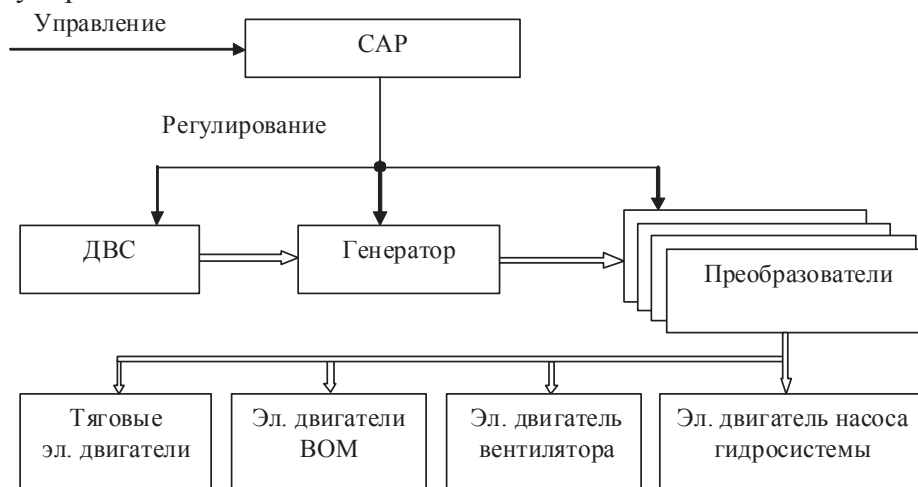 Управление
САР
Регулирование
ДВС
Генератор
Преобразователи
Тяговые
эл. двигатели
Эл. двигатели
ВОМ
Эл. двигатель
вентилятора
Эл. двигатель насоса
гидросистемы